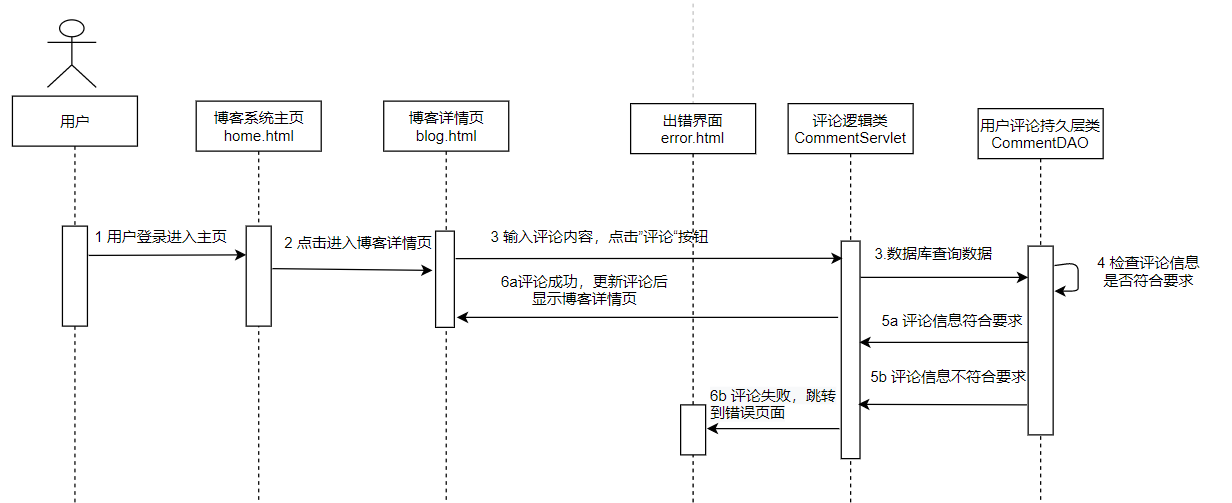 用户
博客系统主页
home.html
博客详情页
blog.html
出错界面
error.html
评论逻辑类
CommentServlet
用户评论持久层类
CommentDAO
1 用户登录进入主页
2 点击进入博客详情页
3 输入评论内容，点击”评论“按钮
3.数据库查询数据
4 检查评论信息
是否符合要求
6a评论成功，更新评论后
显示博客详情页
5a 评论信息符合要求
5b 评论信息不符合要求
6b 评论失败，跳转
到错误页面